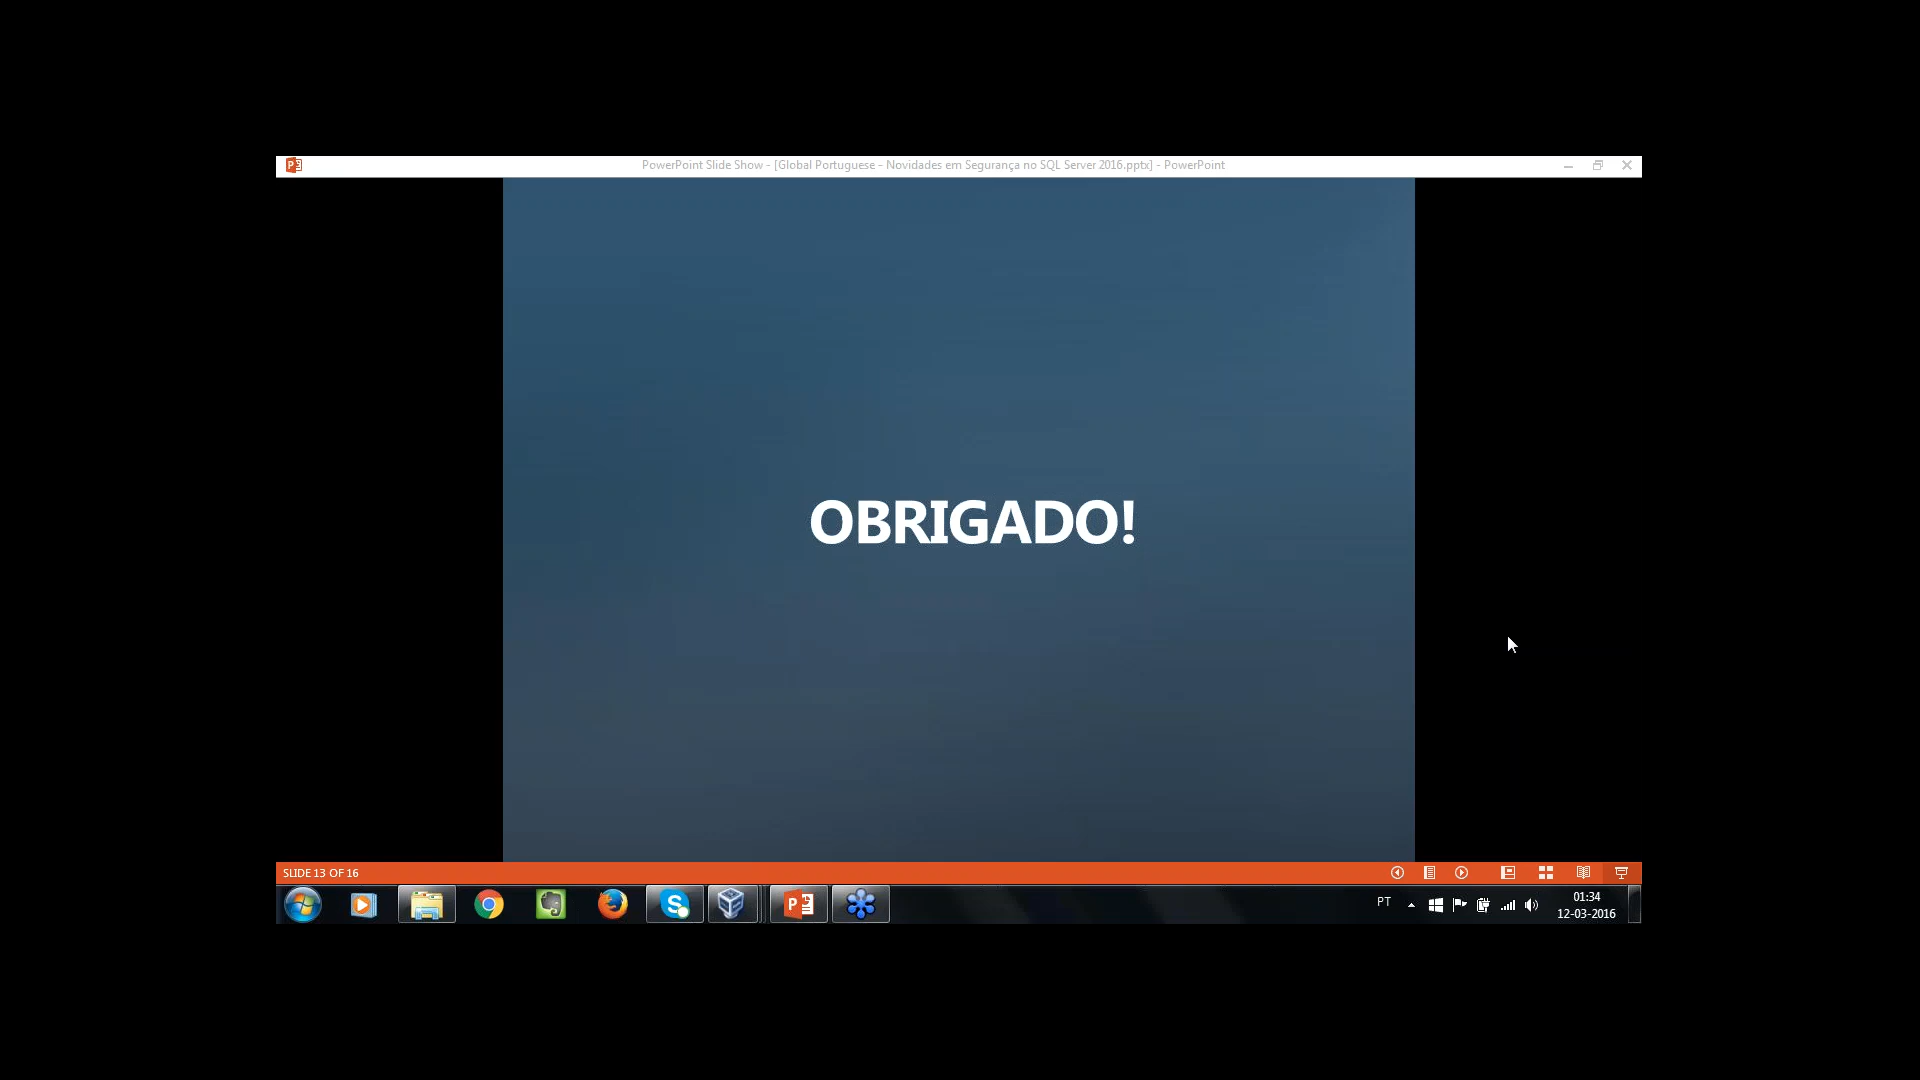 PowerPoint Slide Show - [Global Portuguese - Novidades em Segurança no SQL Server 2016.pptx] - PowerPoint
OBRIGADO!
SLIDE 13 OF 16
PT
01:34
12-03-2016